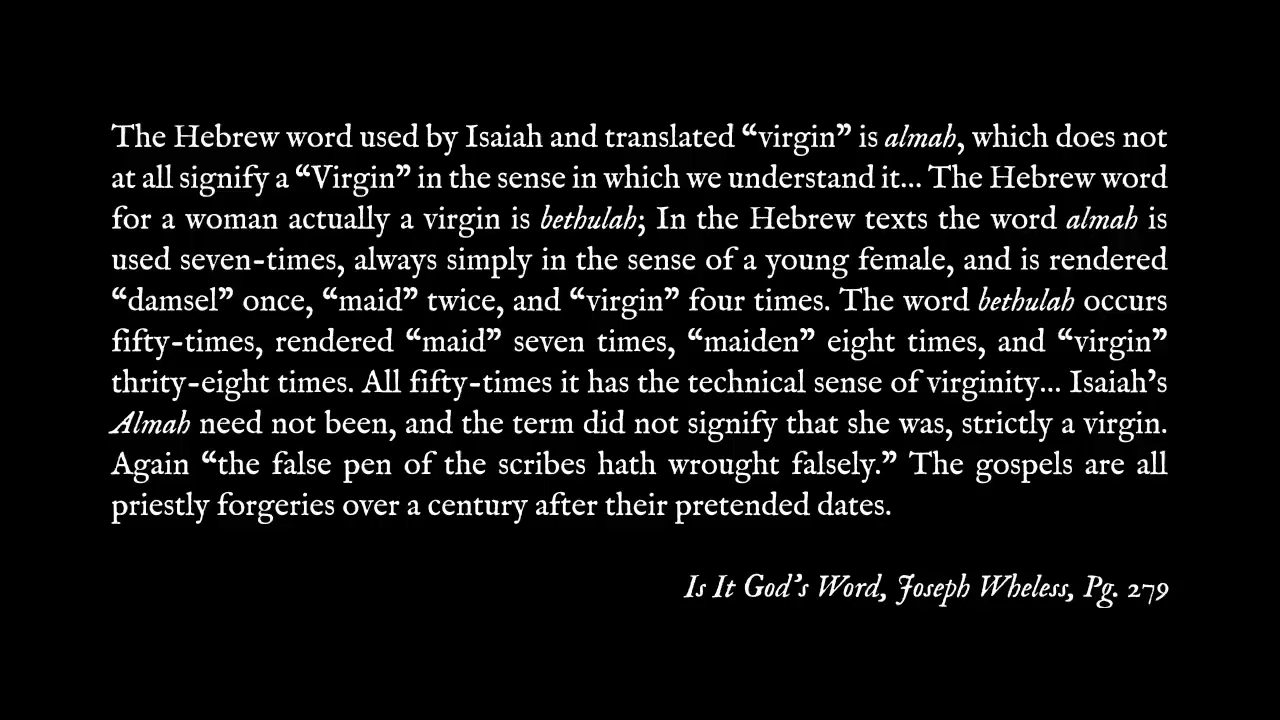 The Hebrew word used by Isaiah and translated “virgin” is almah, which does not
at all signify a “Virgin” in the sense in which we understand it... The Hebrew word
for a woman actually a virgin is bethulah; In the Hebrew texts the word almah is
used seven-times, always simply in the sense of a young female, and is rendered
“damsel” once, “maid” twice, and “virgin” four times. The word bethulah occurs
fifty-times, rendered “maid” seven times, “maiden” eight times, and “virgin”
thrity-eight times. All fifty-times it has the technical sense of virginity... Isaiah’s
Almah need not been, and the term did not signify that she was, strictly a virgin.
Again “the false pen of the scribes hath wrought falsely.” The gospels are all
priestly forgeries over a century after their pretended dates.
Is It God’s Word, Joseph Wheless, Pg. 279